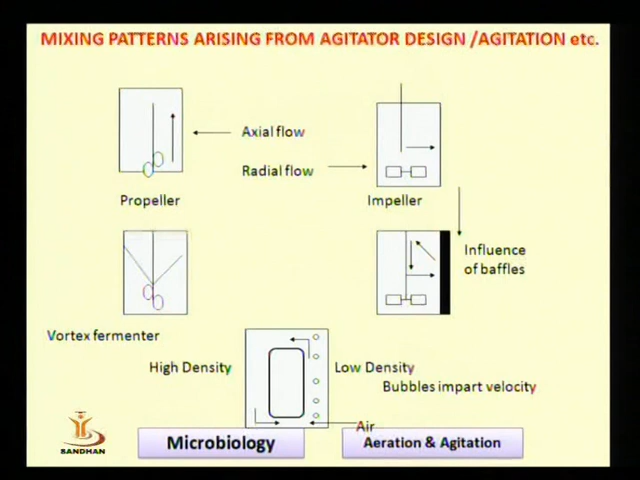 MIXING PATTERNS ARISING FROM AGITATOR DESIGN /AGITATION etc.
Axial flow
Radial flow
Propeller
Impeller
Influence
of baffles
Vortex fermenter
High Density
Low Density
Bubbles impart velocity
Air
SANDHAN
Microbiology
Aeration & Agitation